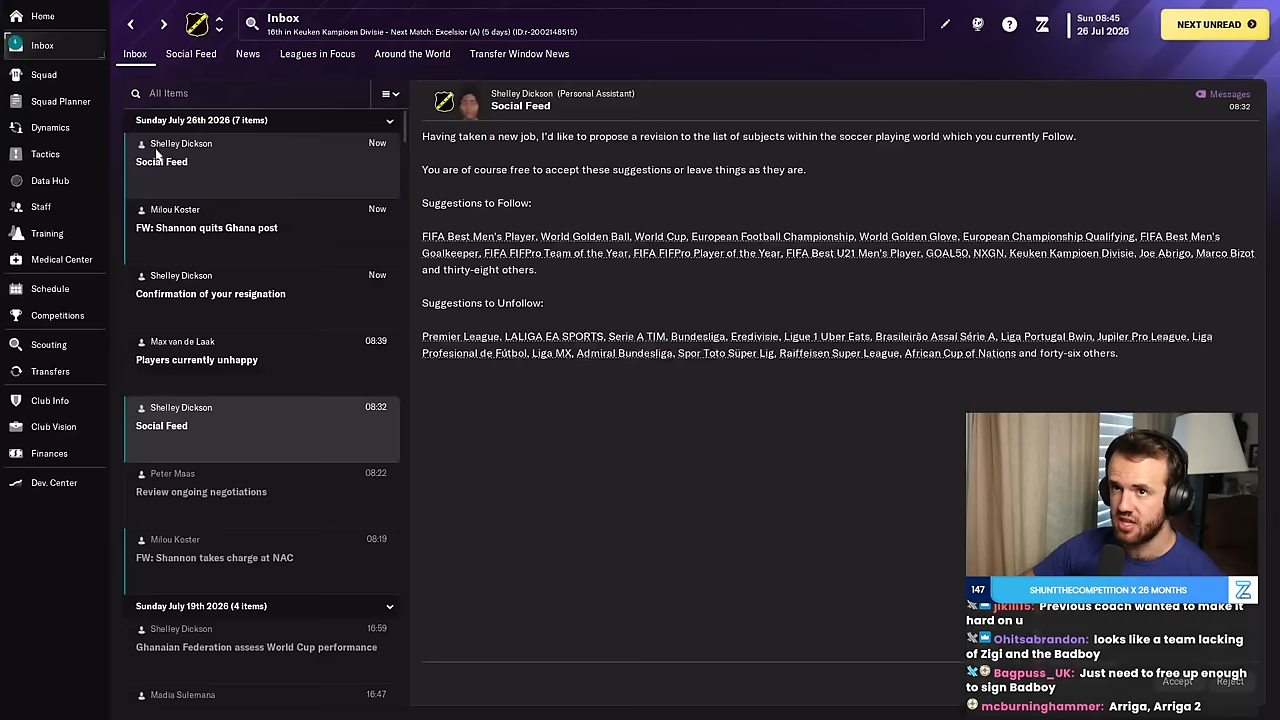 Home
Inbox
Squad
Squad Planner
Dynamics
Tactics
Data Hub
Staff
Training
Medical Center
Schedule
Competitions
Scouting
Transfers
Club Info
Club Vision
Finances
Dev. Center
Inbox
16th in Keuken Kampioen Divisie - Next Match: Excelsior (A) (5 days) (ID:r-2002148515)
Sun 08:45
26 Jul 2026
NEXT UNREAD
Inbox
Social Feed
News
Leagues in Focus
Around the World
Transfer Window News
All Items
Sunday July 26th 2026 (7 items)
Shelley Dickson Now
Social Feed
Milou Koster Now
FW: Shannon quits Ghana post
Shelley Dickson Now
Confirmation of your resignation
Max van de Laak 08:39
Players currently unhappy
Shelley Dickson 08:32
Social Feed
Peter Maas 08:22
Review ongoing negotiations
Milou Koster 08:19
FW: Shannon takes charge at NAC
Sunday July 19th 2026 (4 items)
Shelley Dickson 16:59
Ghanaian Federation assess World Cup performance
Madia Sulemana 16:47
Shelley Dickson (Personal Assistant)
Social Feed
Messages
08:32
Having taken a new job, I'd like to propose a revision to the list of subjects within the soccer playing world which you currently Follow.
You are of course free to accept these suggestions or leave things as they are.
Suggestions to Follow:
FIFA Best Men's Player, World Golden Ball, World Cup, European Football Championship, World Golden Glove, European Championship Qualifying, FIFA Best Men's
Goalkeeper, FIFA FIFPro Team of the Year, FIFA FIFPro Player of the Year, FIFA Best U21 Men's Player, GOAL50, NXGN, Keuken Kampioen Divisie, Joe Abrigo, Marco Bizot
and thirty-eight others.
Suggestions to Unfollow:
Premier League, LALIGA EA SPORTS, Serie A TIM, Bundesliga, Eredivisie, Ligue 1 Uber Eats, Brasileirão Assaí Série A, Liga Portugal Bwin, Jupiler Pro League, Liga
Profesional de Fútbol, Liga MX, Admiral Bundesliga, Spor Toto Süper Lig, Raiffeisen Super League, African Cup of Nations and forty-six others.
147 SHUNTTHECOMPETITION X 26 MONTHS
Previous coach wanted to make it
hard on u
Ohitsabrandon: looks like a team lacking
of Zigi and the Badboy
Bagpuss_UK: Just need to free up enough
to sign Badboy
Accept Reject
mcburninghammer: Arriga, Arriga 2